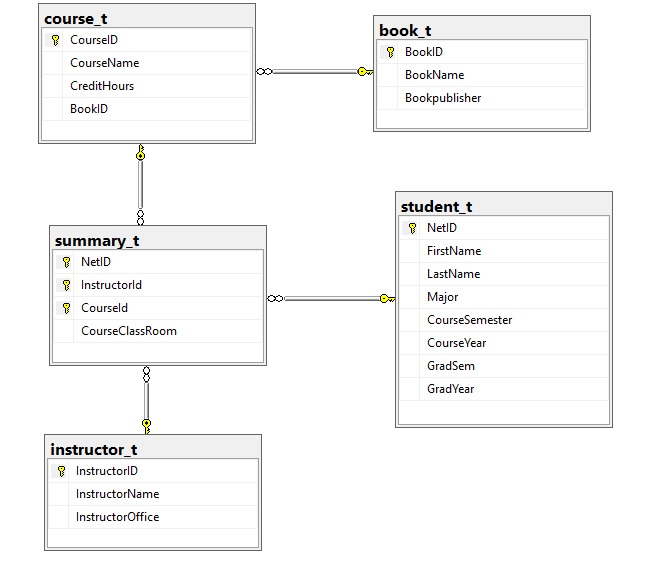 course_t
CourseID
CourseName
CreditHours
BookID
book_t
BookID
BookName
Bookpublisher
summary_t
NetID
InstructorId
CourseId
CourseClassRoom
student_t
NetID
FirstName
LastName
Major
CourseSemester
CourseYear
GradSem
GradYear
instructor_t
InstructorID
InstructorName
InstructorOffice